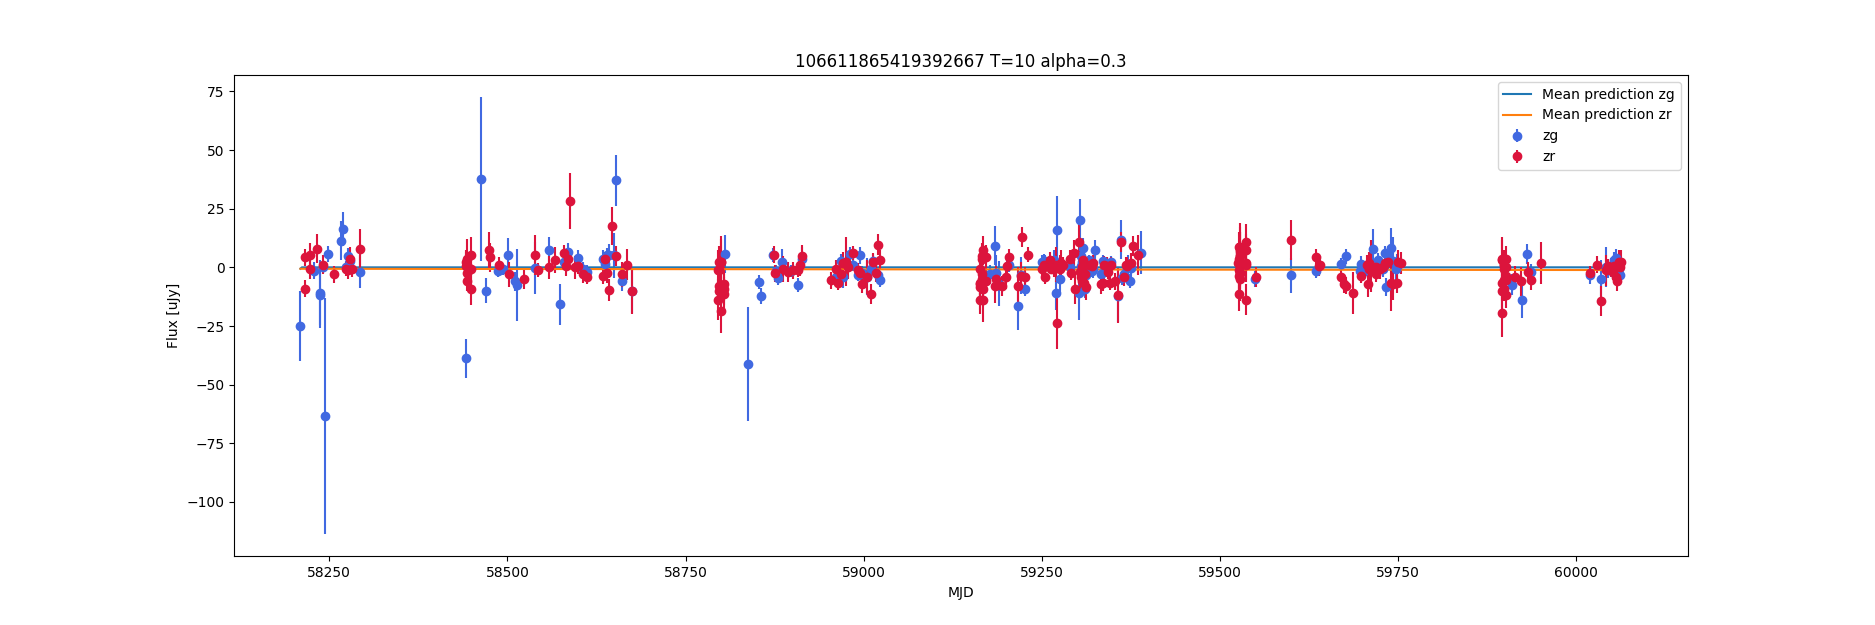 106611865419392667 T=10 alpha=0.3
75
50
25
0
−25
−50
−75
−100
Flux [uJy]
58250
58500
58750
59000
59250
59500
59750
60000
MJD
Mean prediction zg
Mean prediction zr
zg
zr